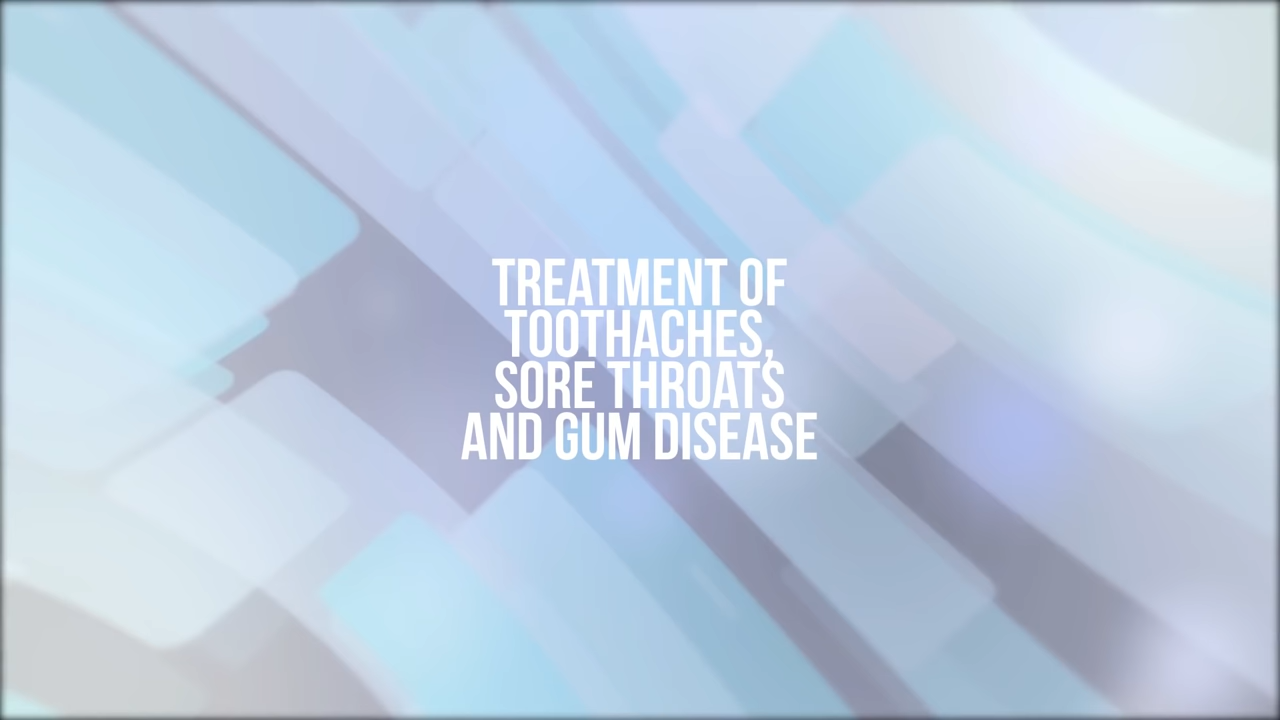 TREATMENT OF
TOOTHACHES,
SORE THROATS
AND GUM DISEASE